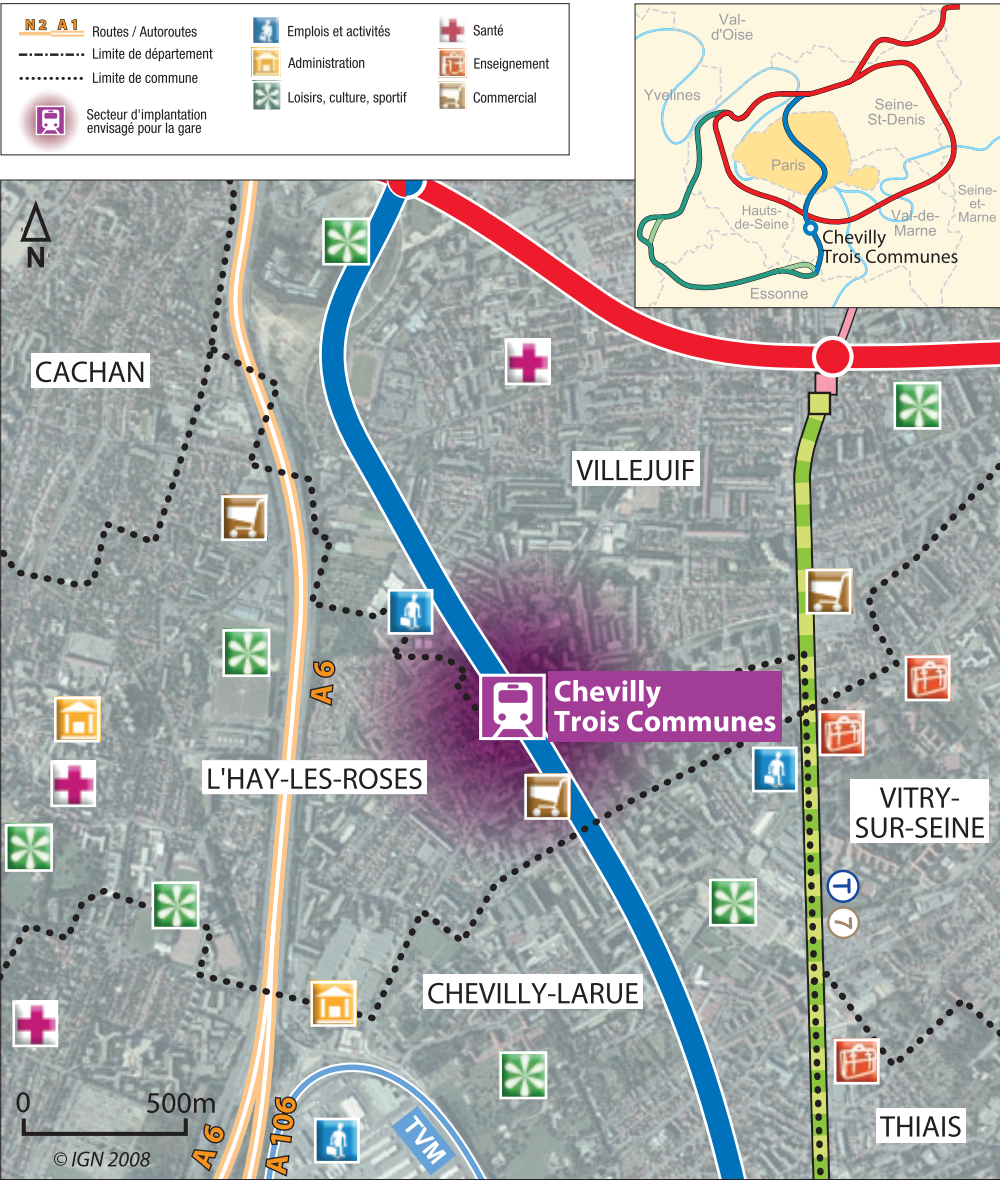 N2 A1
Routes / Autoroutes
Limite de département
Limite de commune
Secteur d'implantation
envisagé pour la gare
Emplois et activités
Administration
Loisirs, culture, sportif
Santé
Enseignement
Commercial
Val-
d'Oise
Yvelines
Seine-
St-Denis
Paris
Hauts-
de-Seine
Val-de-
Marne
Seine-
et-
Marne
Chevilly
Trois Communes
Essonne
N
CACHAN
VILLEJUIF
A 6
Chevilly
Trois Communes
L'HAY-LES-ROSES
VITRY-
SUR-SEINE
T
7
CHEVILLY-LARUE
0 500m
© IGN 2008
A 6
A 106
TVM
THIAIS